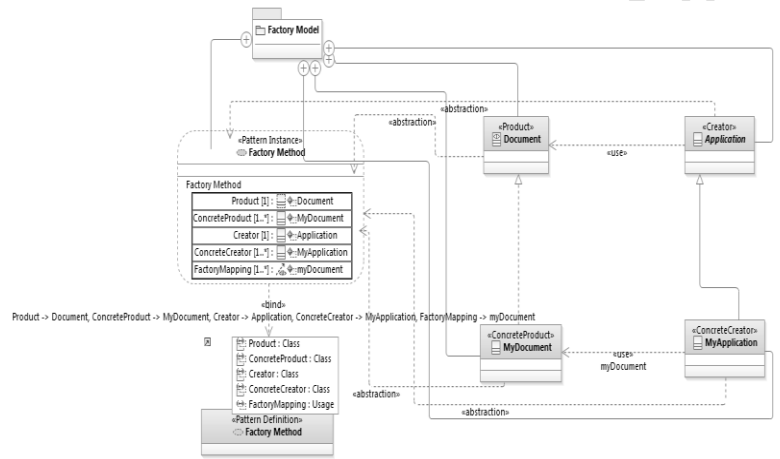 Factory Model
«abstraction»
«abstraction»
«Pattern Instance»
Factory Method
«Product»
Document
«use»
«Creator»
Application
Factory Method
Product [1] : Document
ConcreteProduct [1..*] : MyDocument
Creator [1] : Application
ConcreteCreator [1..*] : MyApplication
FactoryMapping [1..*] : myDocument
«bind»
Product -> Document, ConcreteProduct -> MyDocument, Creator -> Application, ConcreteCreator -> MyApplication, FactoryMapping -> myDocument
Product : Class
ConcreteProduct : Class
Creator : Class
ConcreteCreator : Class
FactoryMapping : Usage
«Pattern Definition»
Factory Method
«ConcreteProduct»
MyDocument
«use»
myDocument
«ConcreteCreator»
MyApplication
«abstraction»
«abstraction»